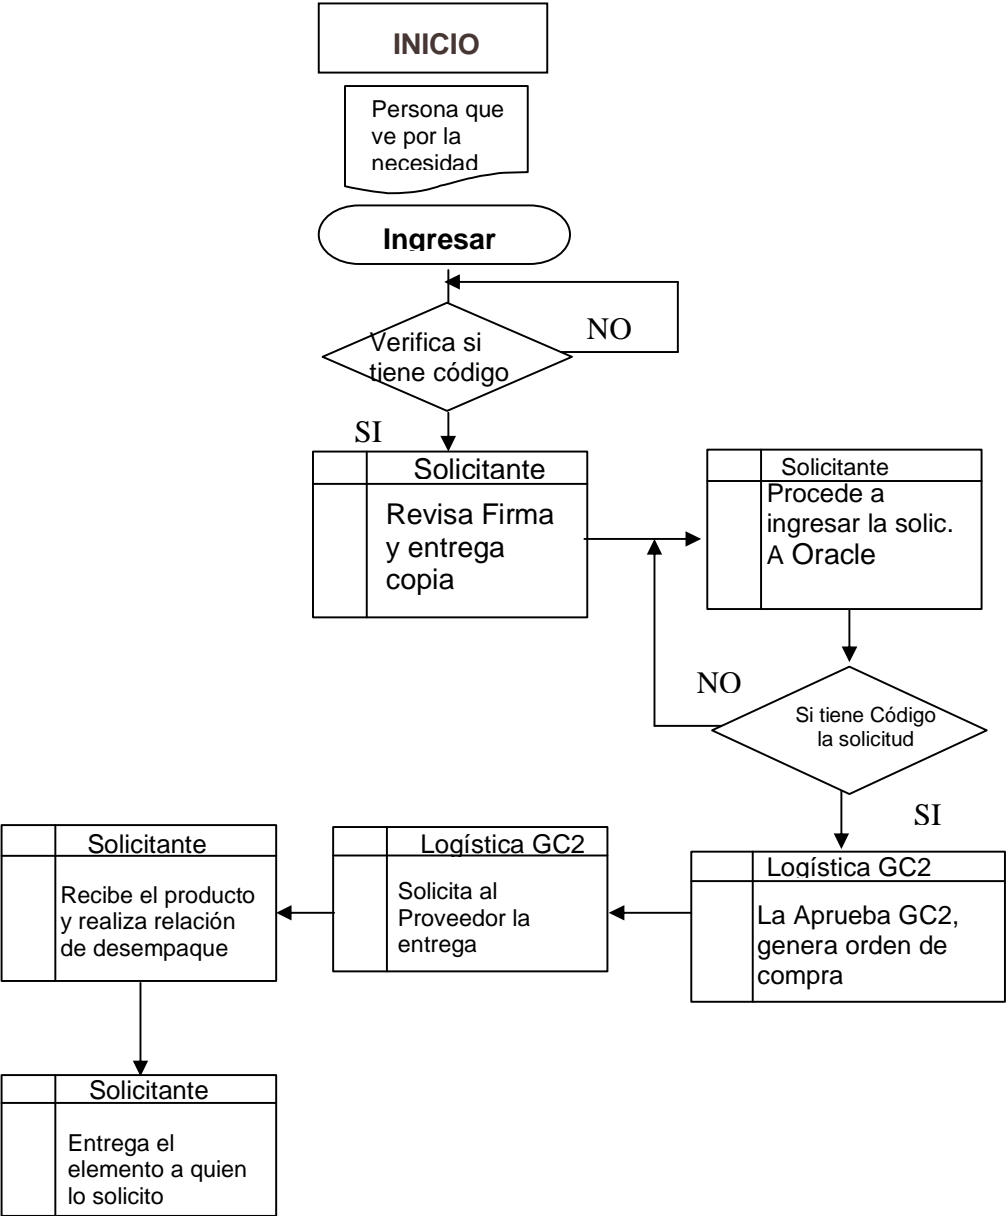 INICIO
Persona que
ve por la
necesidad
Ingresar
NO
Verifica si
tiene código
SI
Solicitante
Revisa Firma
y entrega
copia
Solicitante
Procede a
ingresar la solic.
A Oracle
NO
Si tiene Código
la solicitud
SI
Logística GC2
La Aprueba GC2,
genera orden de
compra
Logística GC2
Solicita al
Proveedor la
entrega
Solicitante
Recibe el producto
y realiza relación
de desempaque
Solicitante
Entrega el
elemento a quien
lo solicito